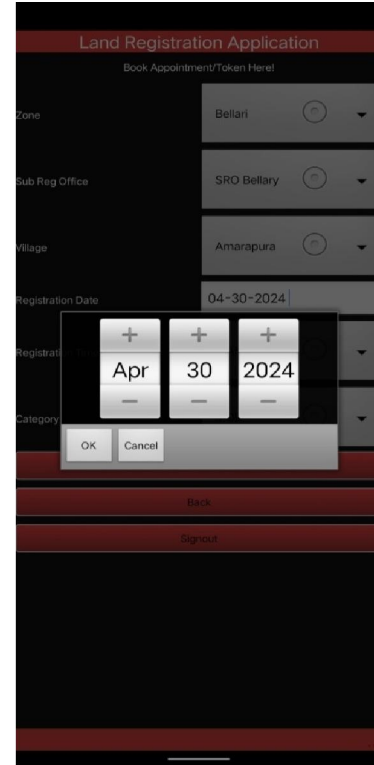 Land Registration Application
Book Appointment/Token Here!
Zone
Bellari
Sub Reg Office
SRO Bellary
Village
Amarapura
Registration Date
04-30-2024
Apr 30 2024
Category
OK Cancel
Back
Signout